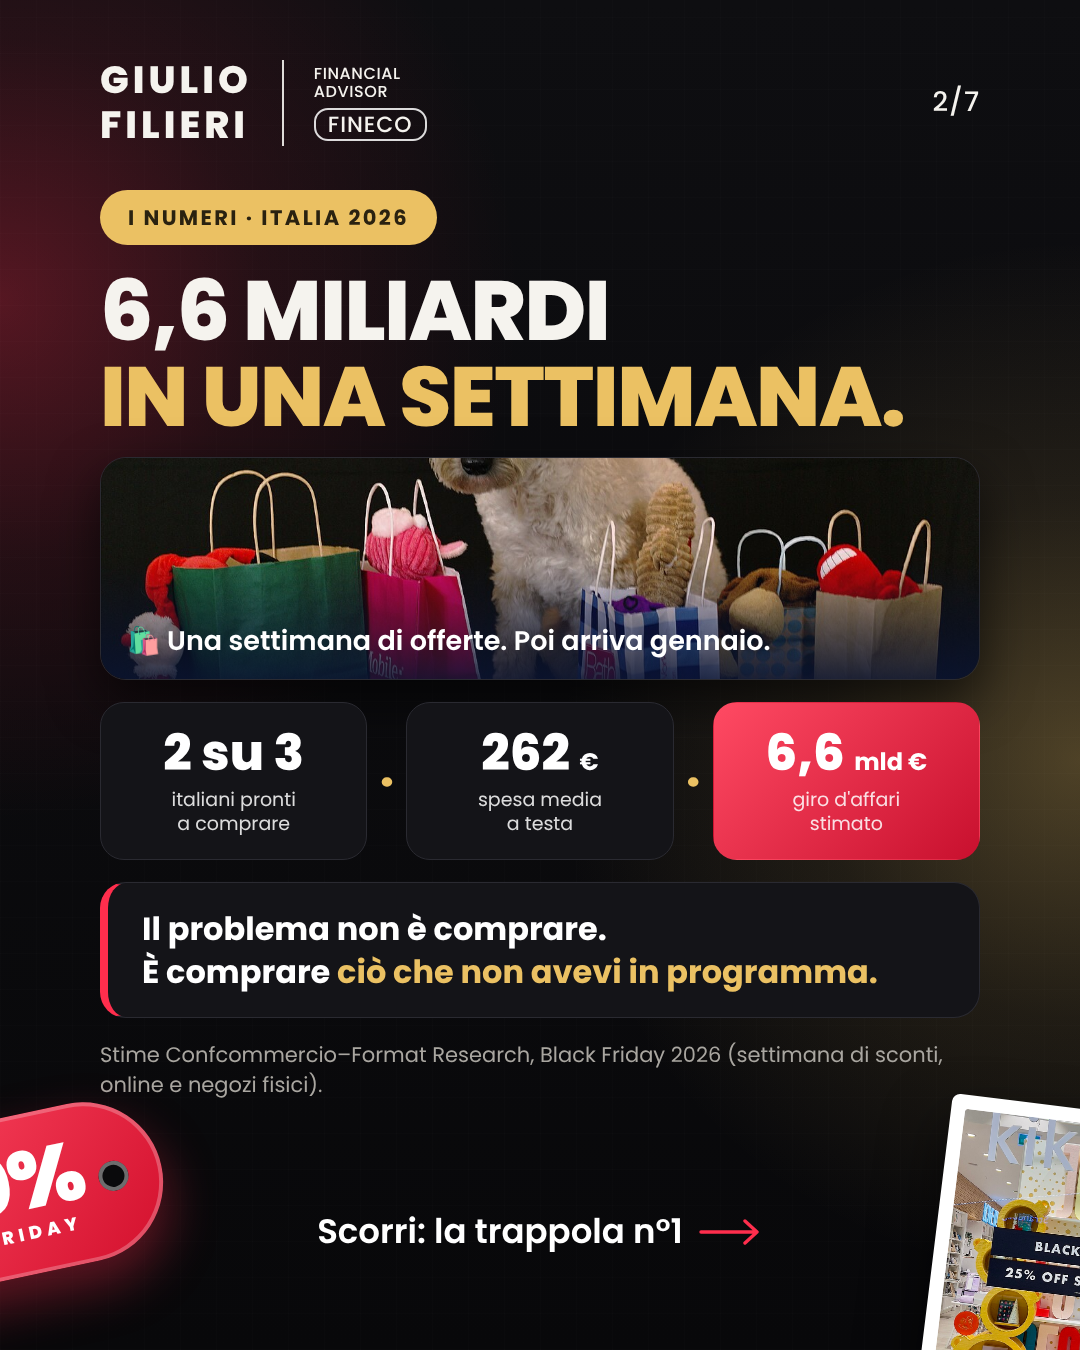 GIULIO
FILIERI
FINANCIAL
ADVISOR
FINECO
2/7
I NUMERI · ITALIA 2026
6,6 MILIARDI
IN UNA SETTIMANA.
🛍️ Una settimana di offerte. Poi arriva gennaio.
2 su 3
italiani pronti
a comprare
262 €
spesa media
a testa
6,6 mld €
giro d'affari
stimato
Il problema non è comprare.
È comprare ciò che non avevi in programma.
Stime Confcommercio–Format Research, Black Friday 2026 (settimana di sconti,
online e negozi fisici).
Scorri: la trappola n°1
BLACK
25% OFF